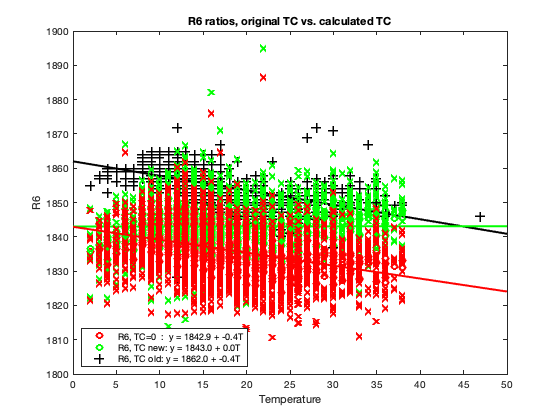 R6 ratios, original TC vs. calculated TC
1900
1890
1880
1870
1860
1850
1840
1830
1820
1810
1800
R6
R6, TC=0 : y = 1842.9 + -0.4T
R6, TC new: y = 1843.0 + 0.0T
R6, TC old: y = 1862.0 + -0.4T
0 5 10 15 20 25 30 35 40 45 50
Temperature